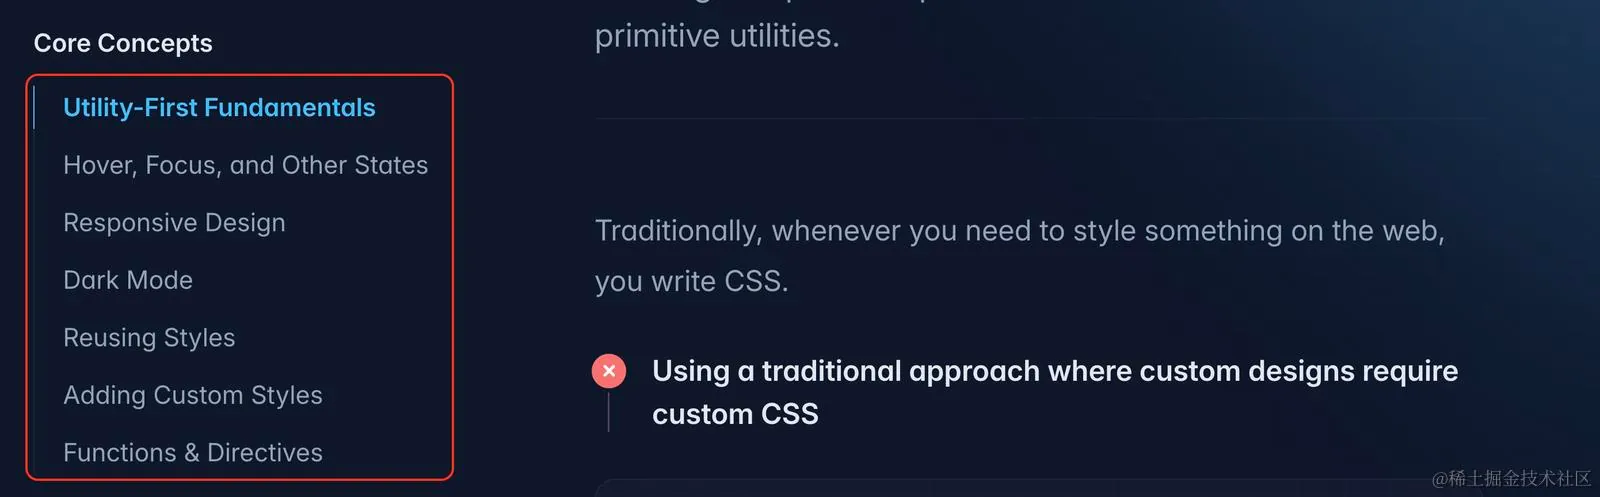 Core Concepts
Utility-First Fundamentals
Hover, Focus, and Other States
Responsive Design
Dark Mode
Reusing Styles
Adding Custom Styles
Functions & Directives
primitive utilities.
Traditionally, whenever you need to style something on the web,
you write CSS.
Using a traditional approach where custom designs require
custom CSS
@稀土掘金技术社区